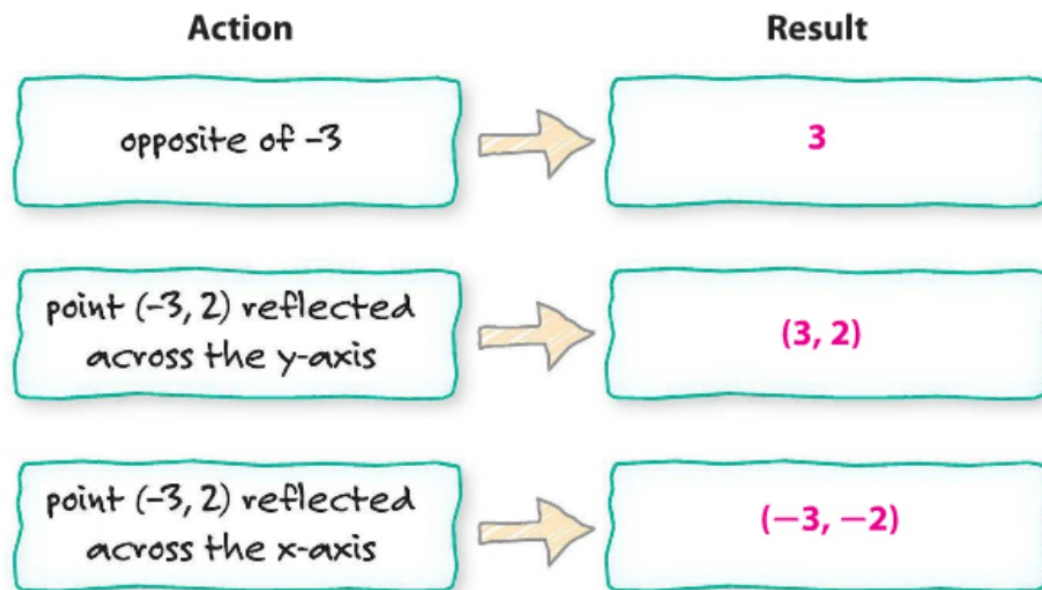 Action
Result
opposite of -3
3
point (-3, 2) reflected
across the y-axis
(3, 2)
point (-3, 2) reflected
across the x-axis
(−3, −2)